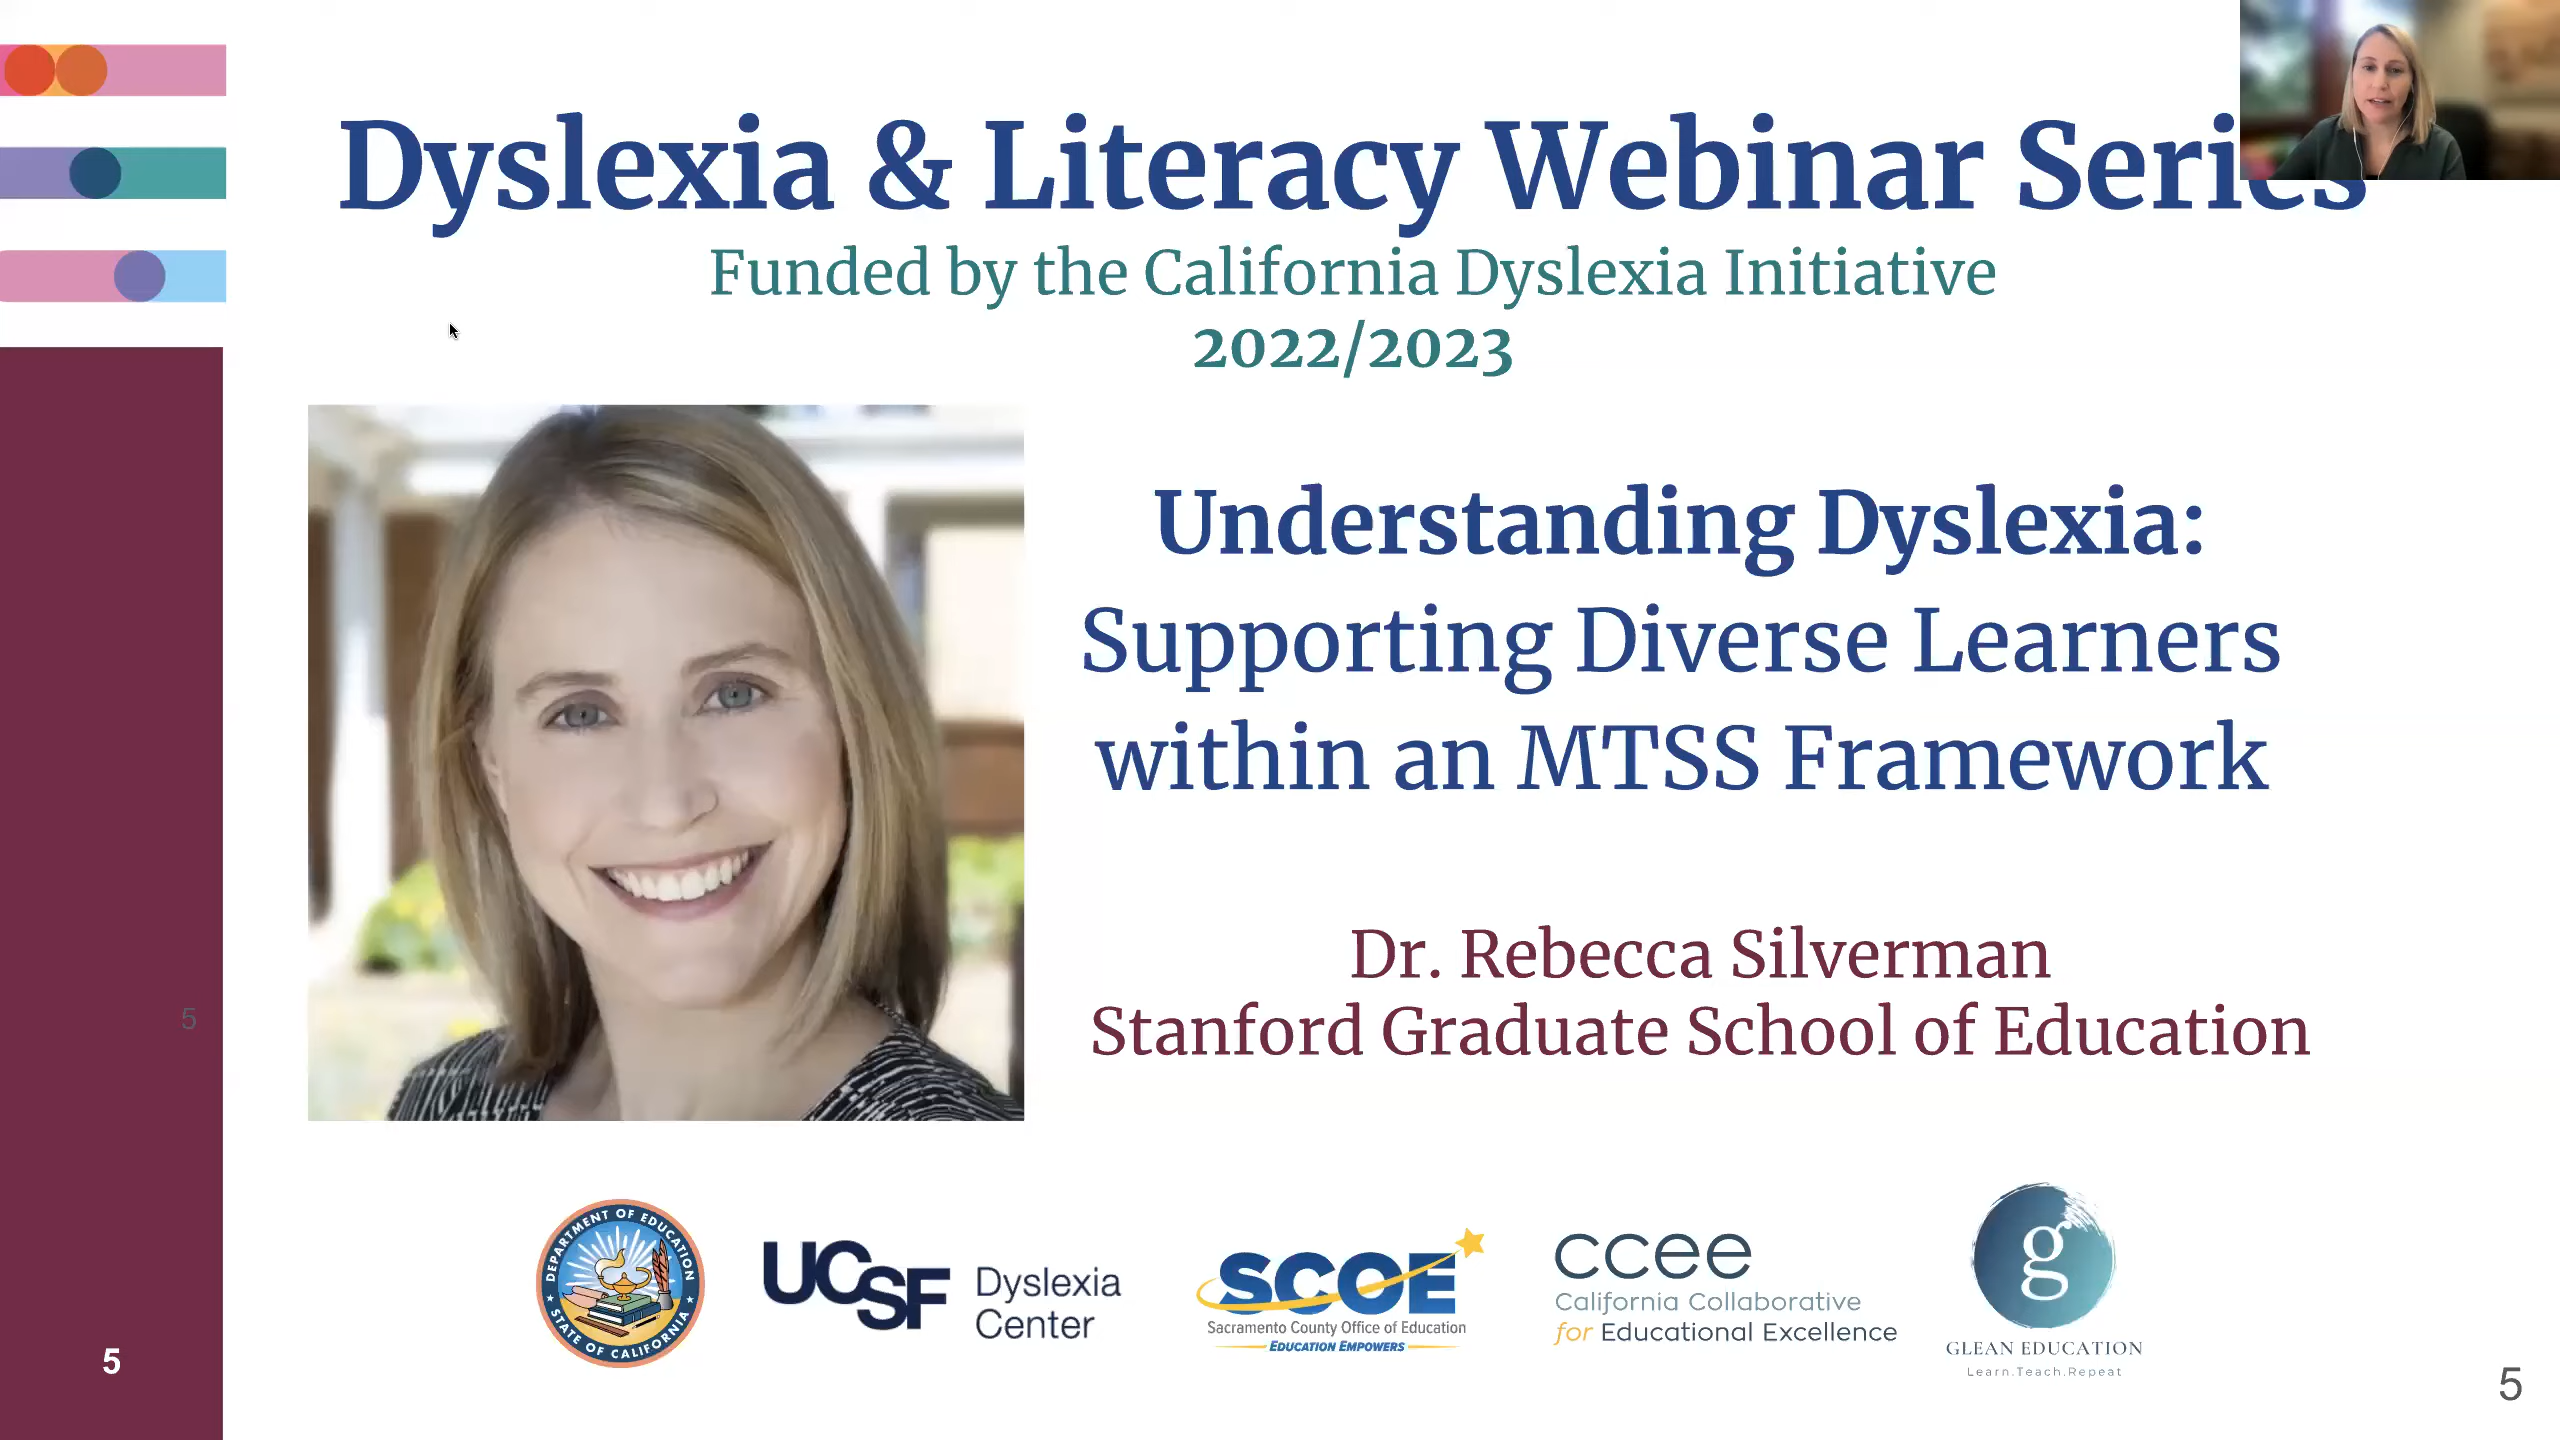 Dyslexia & Literacy Webinar Series
Funded by the California Dyslexia Initiative
2022/2023
Understanding Dyslexia:
Supporting Diverse Learners
within an MTSS Framework
Dr. Rebecca Silverman
Stanford Graduate School of Education
5
DEPARTMENT OF EDUCATION
STATE OF CALIFORNIA
UCSF Dyslexia
Center
SCOE
Sacramento County Office of Education
EDUCATION EMPOWERS
ccee
California Collaborative
for Educational Excellence
g
GLEAN EDUCATION
Learn.Teach.Repeat
5
5